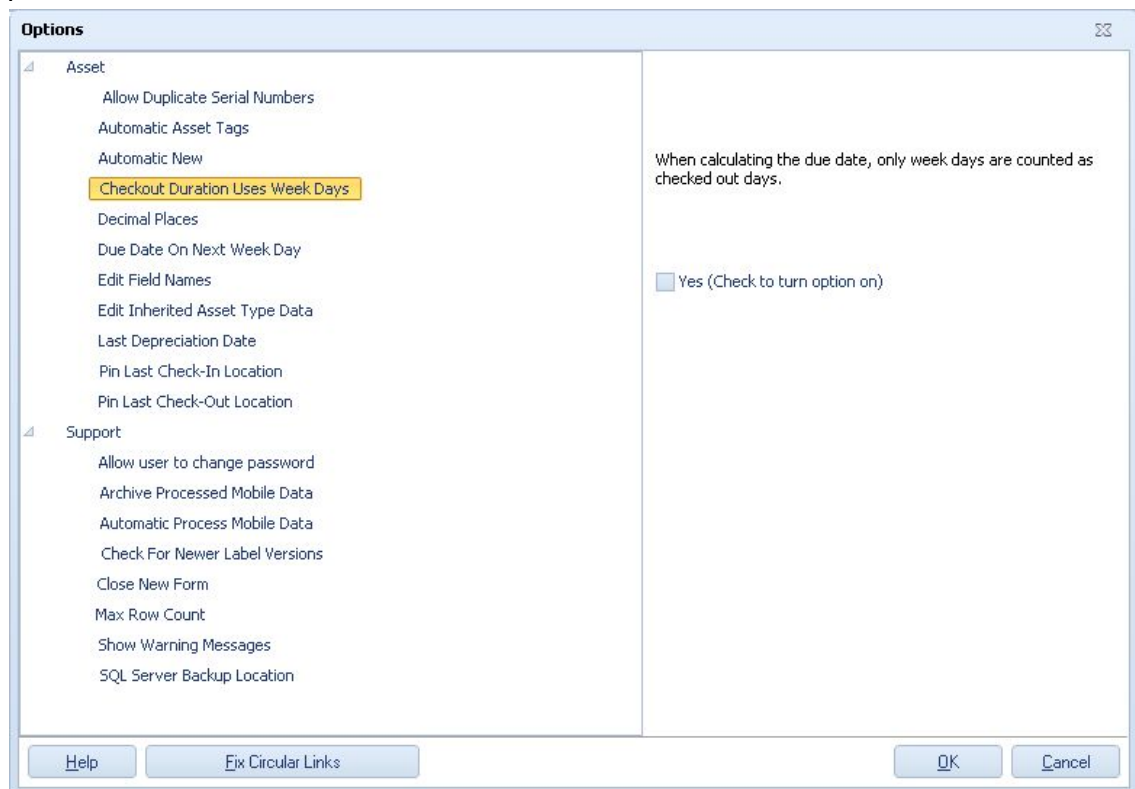 Options
Asset
Allow Duplicate Serial Numbers
Automatic Asset Tags
Automatic New
Checkout Duration Uses Week Days
Decimal Places
Due Date On Next Week Day
Edit Field Names
Edit Inherited Asset Type Data
Last Depreciation Date
Pin Last Check-In Location
Pin Last Check-Out Location
Support
Allow user to change password
Archive Processed Mobile Data
Automatic Process Mobile Data
Check For Newer Label Versions
Close New Form
Max Row Count
Show Warning Messages
SQL Server Backup Location
When calculating the due date, only week days are counted as
checked out days.
Yes (Check to turn option on)
Help
Fix Circular Links
OK
Cancel